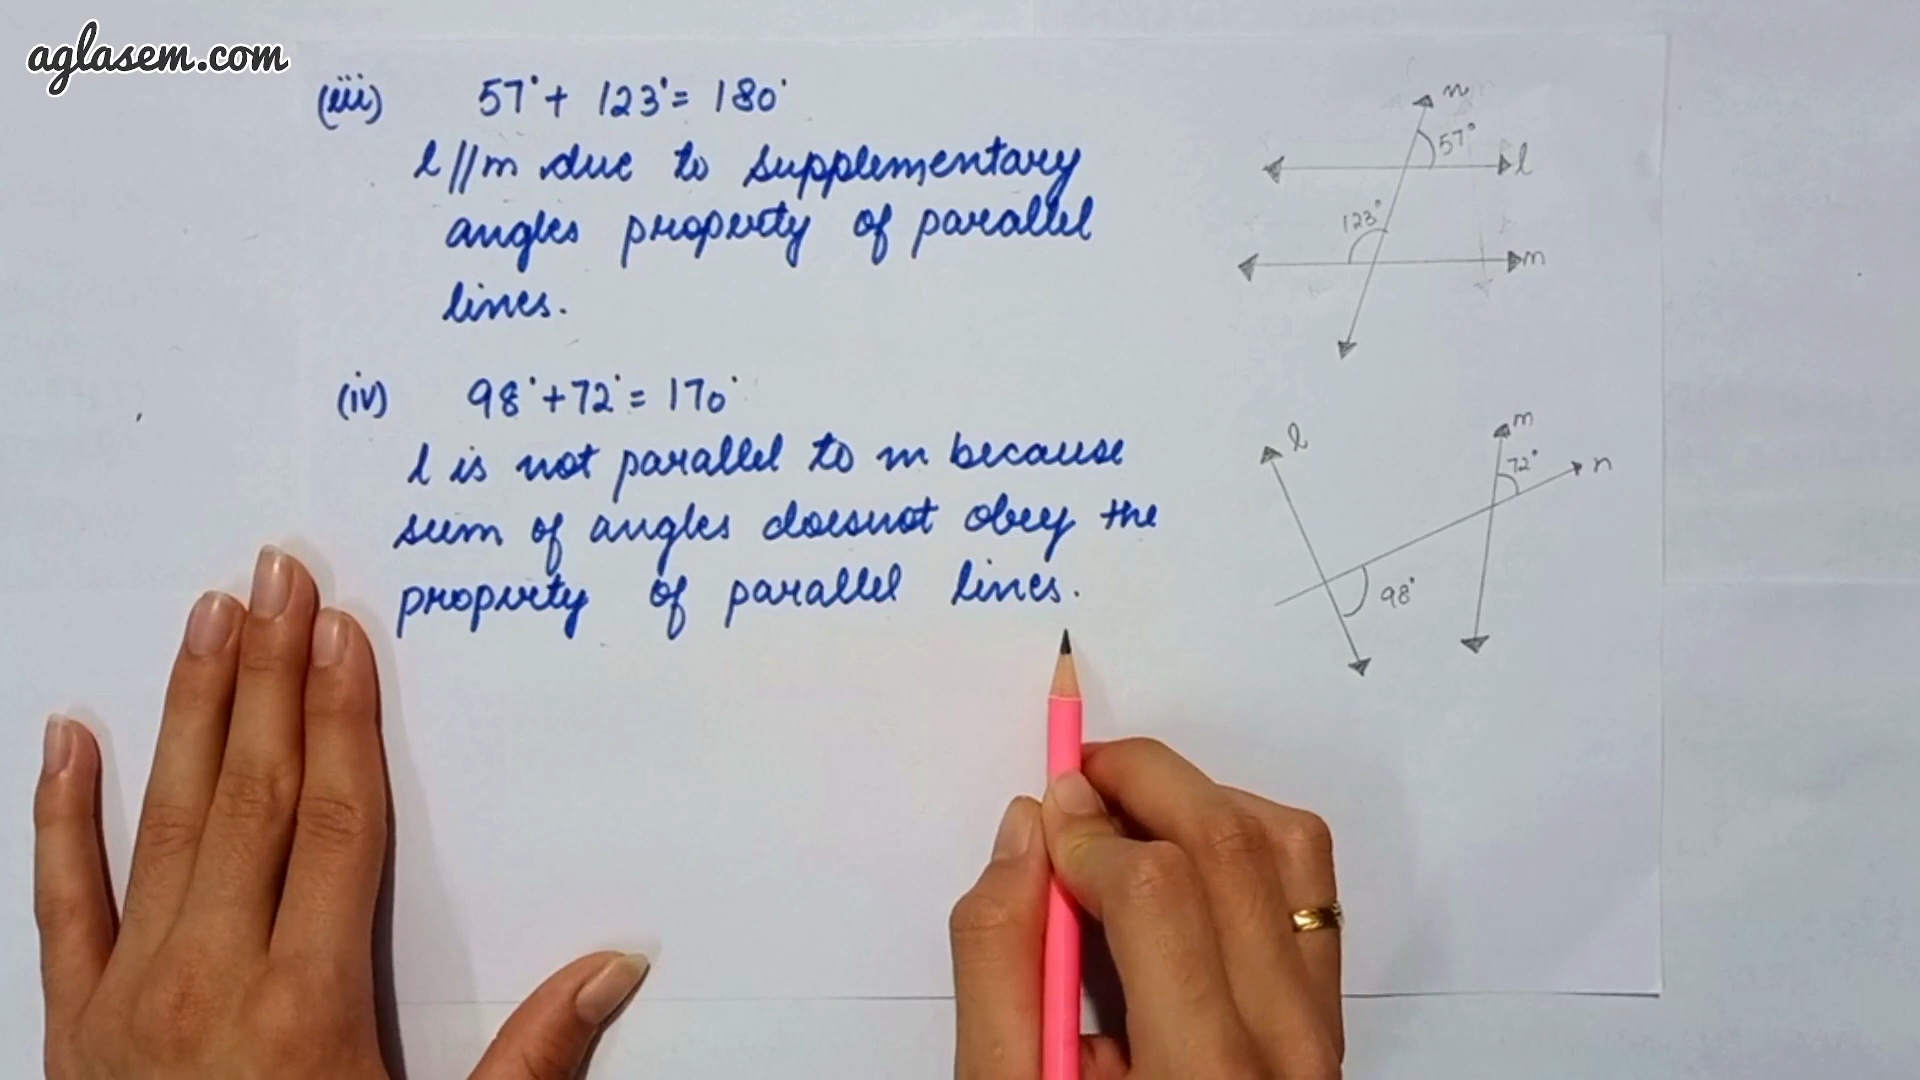 aglasem.com
(iii) 57° + 123° = 180°
l//m due to supplementary
angles property of parallel
lines.
n
57°
l
123°
m
(iv) 98° + 72° = 170°
l is not parallel to m because
sum of angles doesnot obey the
property of parallel lines.
l
m
72°
n
98°